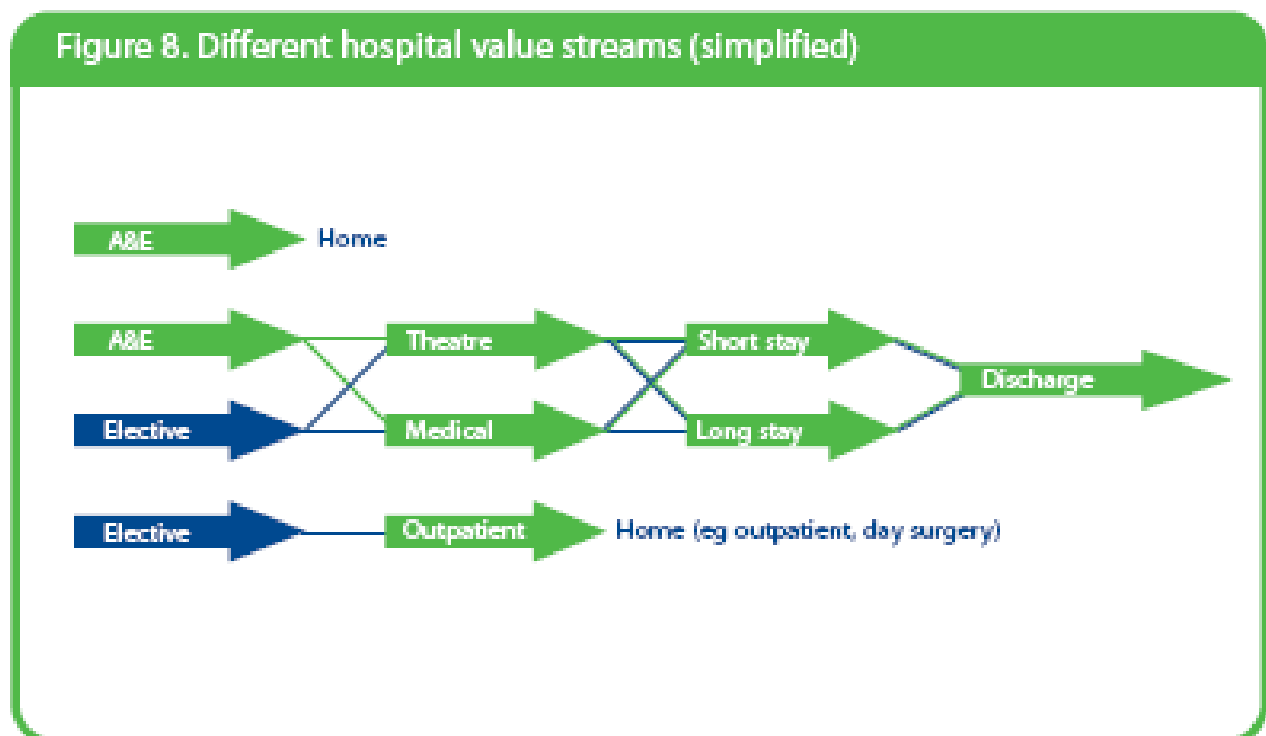 Figure 8. Different hospital value streams (simplified)
A&E
Home
A&E
Theatre
Short stay
Discharge
Elective
Medical
Long stay
Elective
Outpatient
Home (eg outpatient, day surgery)